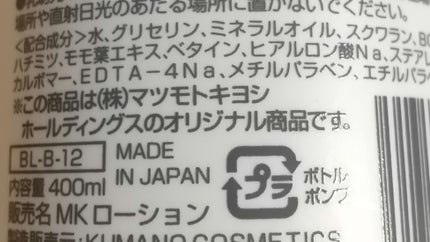 場所や直射日光のあたる場所に置かないでください。
〈配合成分〉水、グリセリン、ミネラルオイル、スクワラン、BG
ハチミツ、モモ葉エキス、ベタイン、ヒアルロン酸Na、ステアレ
カルボマー、EDTA-4Na、メチルパラベン、エチルパラベ
※この商品は(株)マツモトキヨシ
ホールディングスのオリジナル商品です。
BL-B-12
MADE
IN JAPAN
内容量 400ml
プラ
ボトル
ポンプ
販売名 MKローション
KUMANO COSMETICS